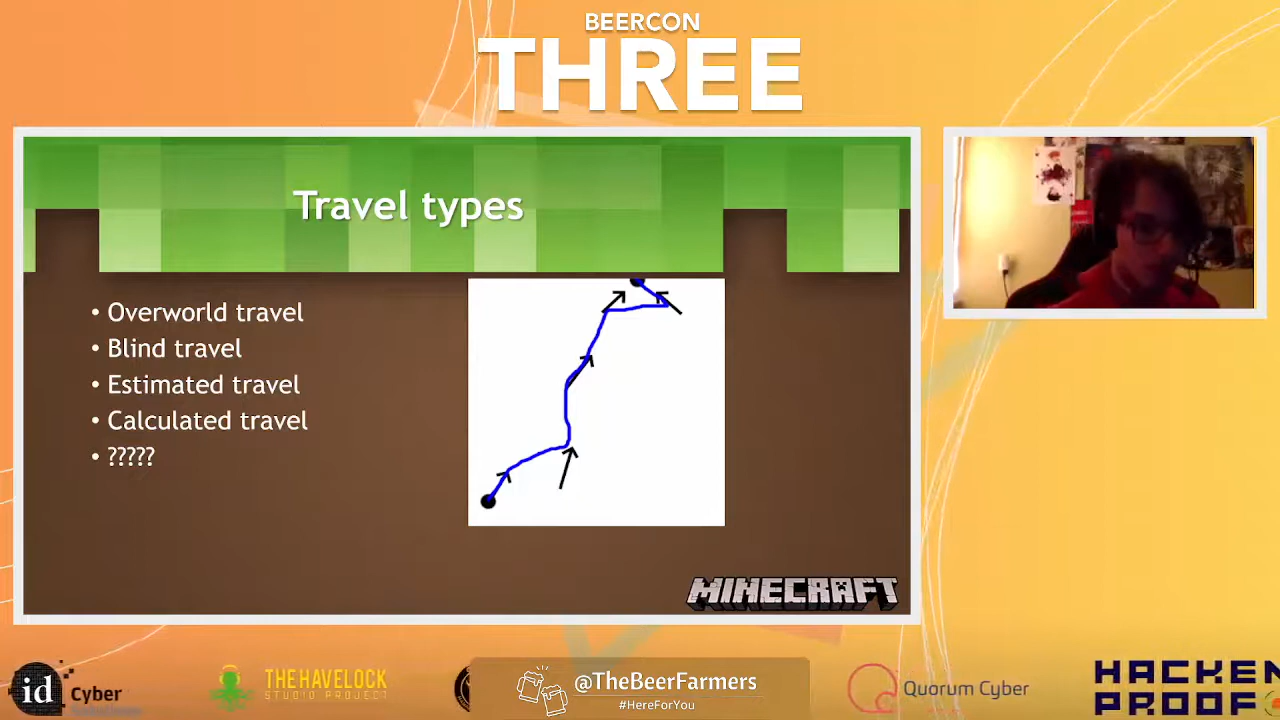 BEERCON
THREE
Travel types
• Overworld travel
• Blind travel
• Estimated travel
• Calculated travel
• ?????
MINECRAFT
id Cyber
THE HAVELOCK
STUDIO PROJECT
@TheBeerFarmers
#HereForYou
Quorum Cyber
HACKEN
PROOF